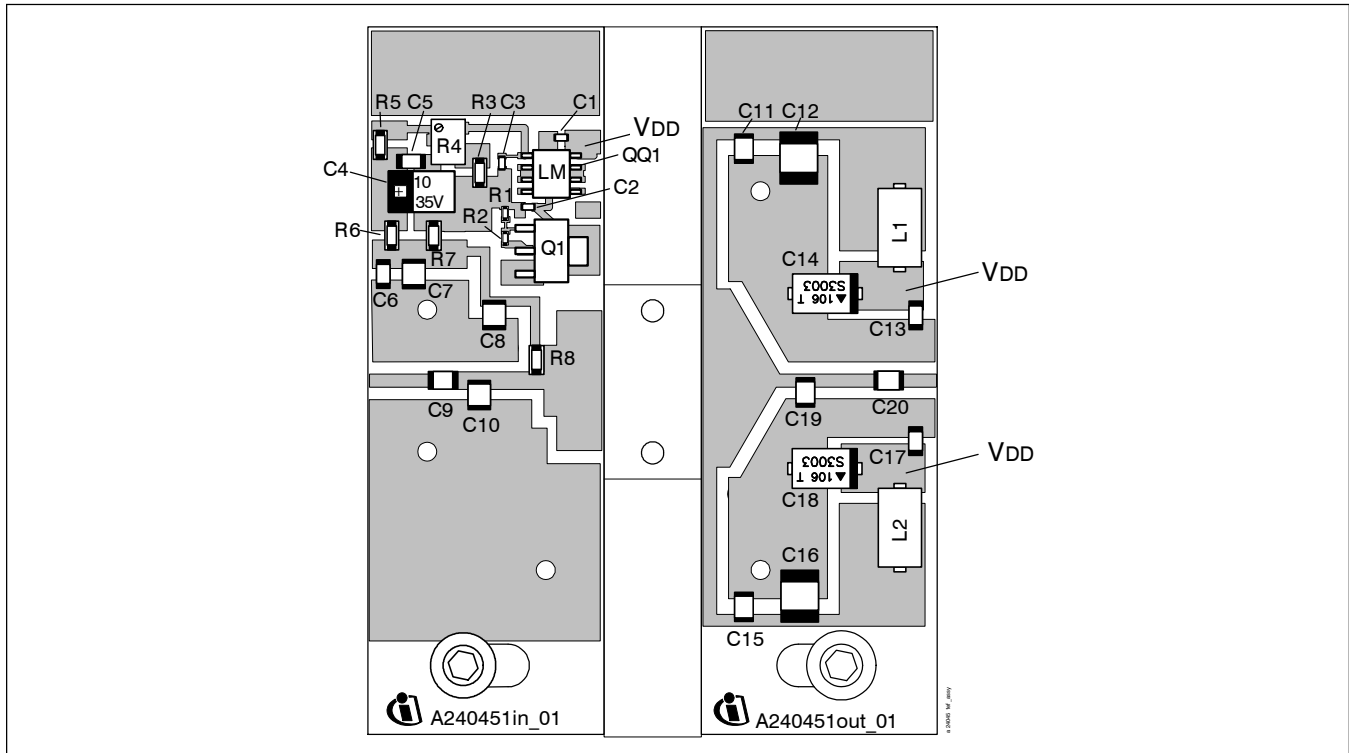 R5 C5 R3 C3 C1
VDD
R4
QQ1
LM
C4
10
35V
C2
R1
R2
R6
R7
Q1
C6 C7
C8
R8
C9
C10
A240451in_01
C11 C12
L1
C14
▲106 T
S3003
VDD
C13
C19 C20
C17
VDD
▲106 T
S3003
C18
L2
C16
C15
A240451out_01